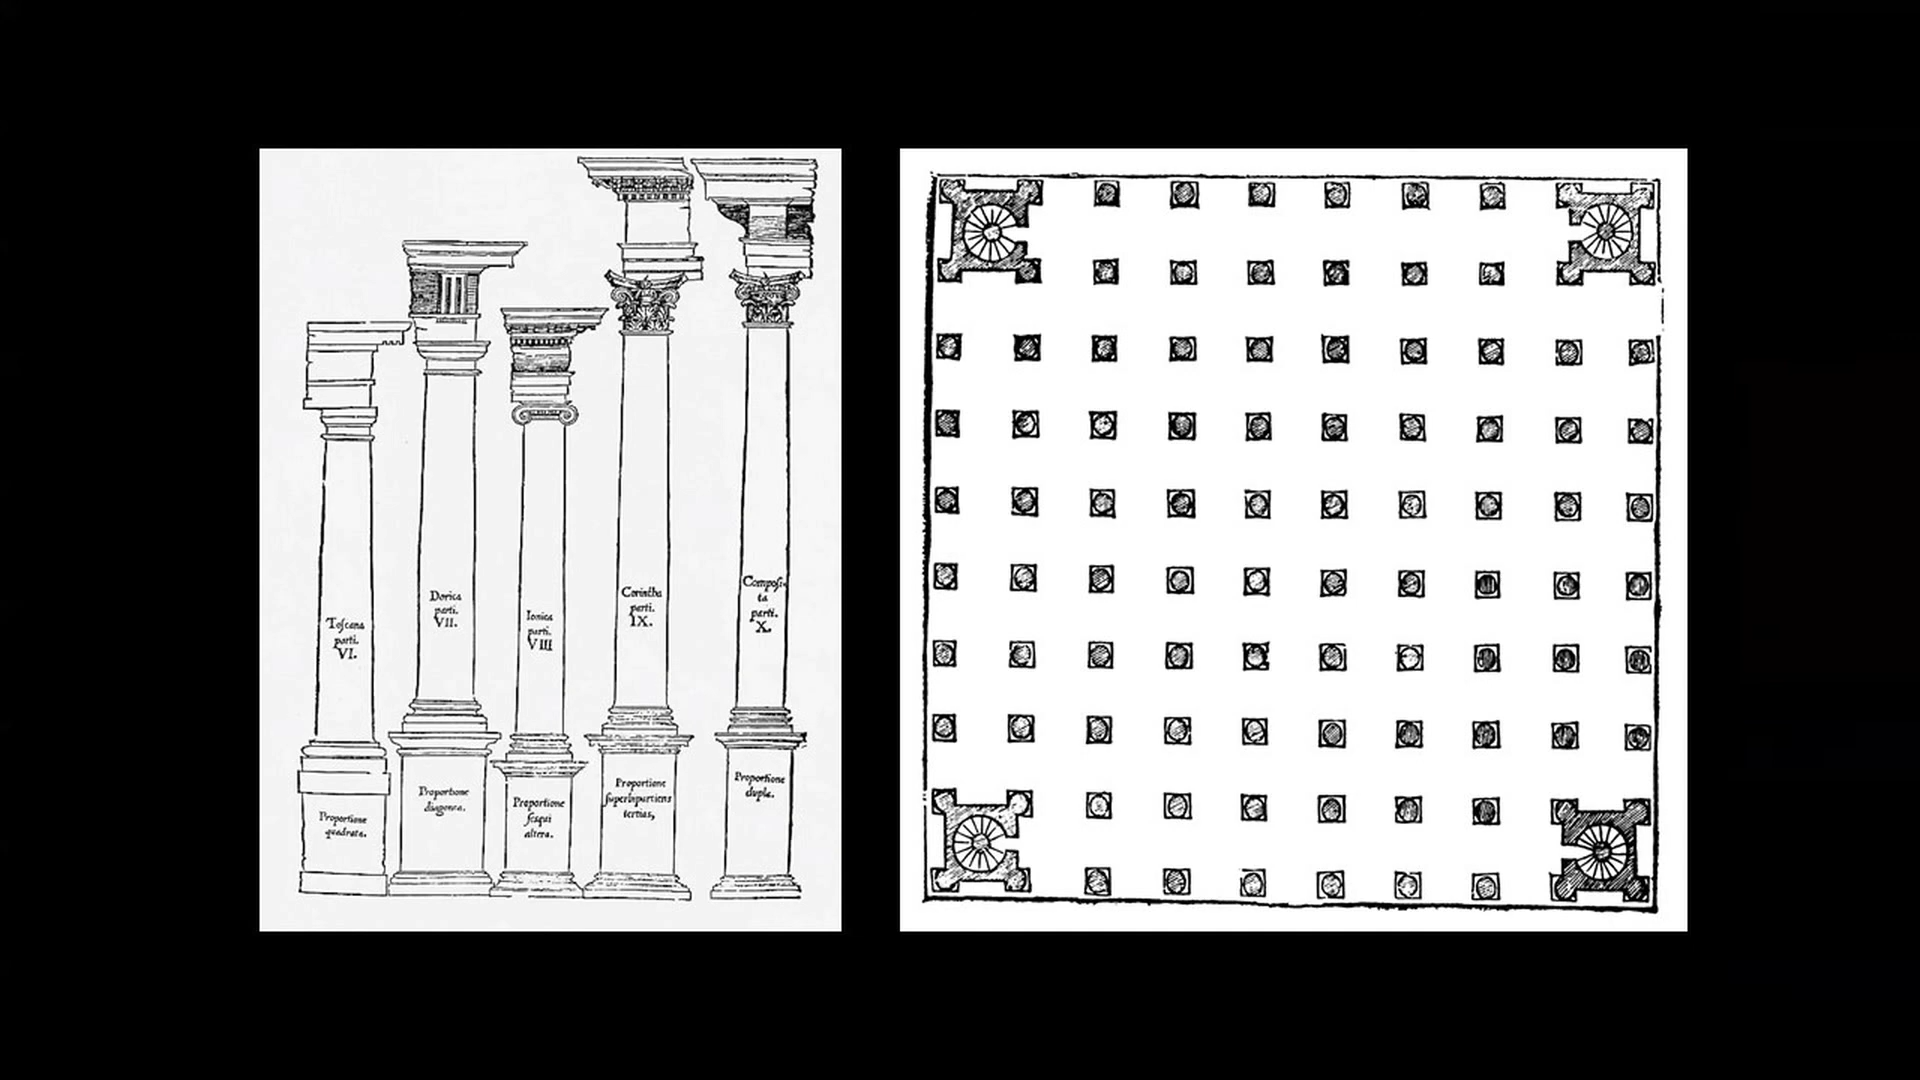 Toscana
parti.
VI.
Dorica
parti.
VII.
Ionica
parti.
VIII
Corintha
parti.
IX.
Composi-
ta
parti.
X.
Proportione
quadrata.
Proportione
diagonea.
Proportione
sesqui
altera.
Proportione
superbipartiens
tertias,
Proportione
dupla.